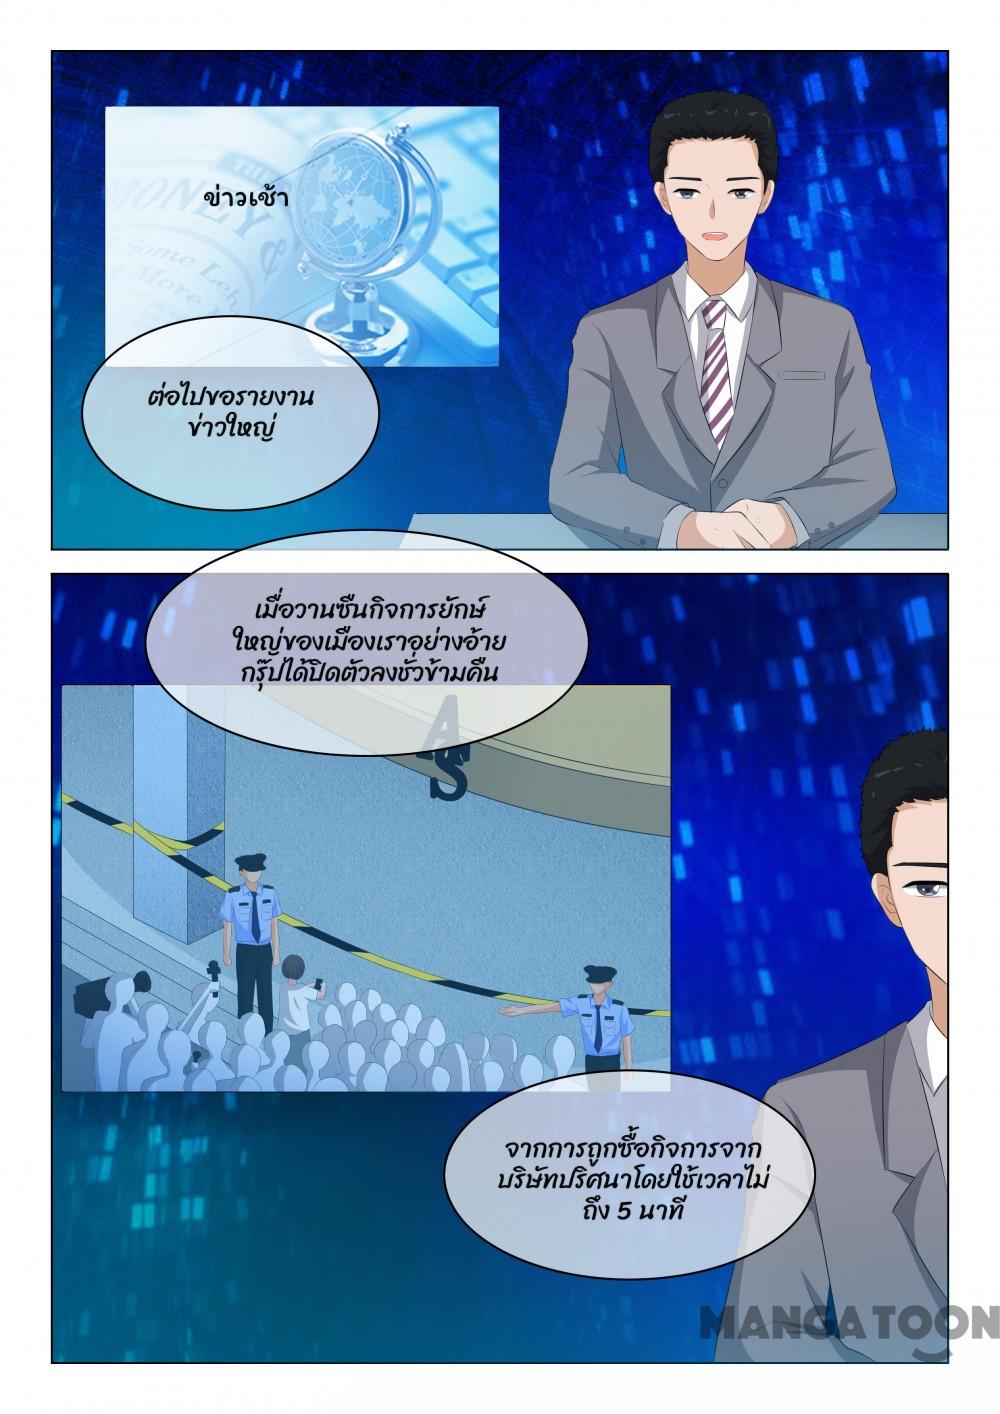 THE
MONEY
Some Let
(More
ข่าวเช้า
ต่อไปขอรายงาน
ข่าวใหญ่
เมื่อวานซืนกิจการยักษ์
ใหญ่ของเมืองเราอย่างอ้าย
กรุ๊ปได้ปิดตัวลงชั่วข้ามคืน
A
S
จากการถูกซื้อกิจการจาก
บริษัทปริศนาโดยใช้เวลาไม่
ถึง 5 นาที
MANGATOON